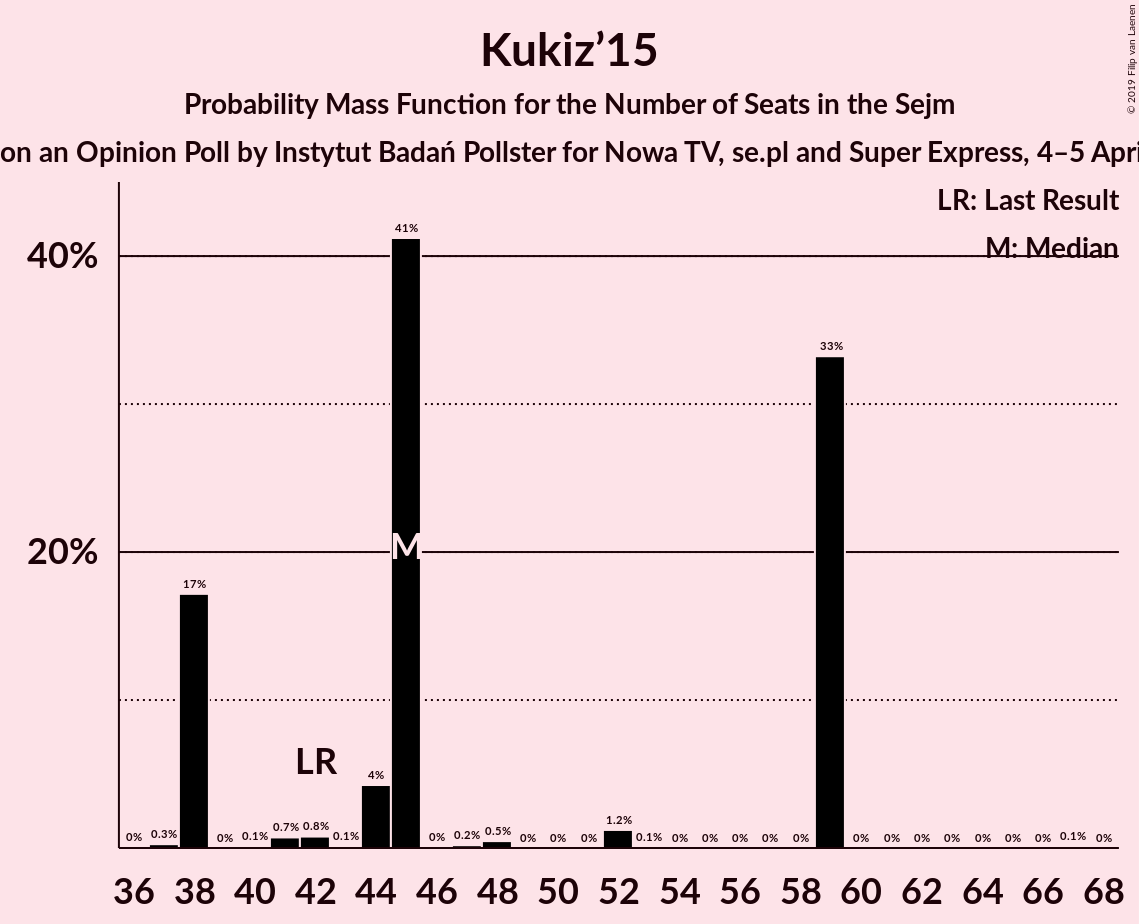 Kukiz’15
Probability Mass Function for the Number of Seats in the Sejm
on an Opinion Poll by Instytut Badań Pollster for Nowa TV, se.pl and Super Express, 4–5 Apri
© 2019 Filip van Laenen
LR: Last Result
M: Median
40%
20%
0% 0.3% 17% 0% 0.1% 0.7% 0.8% 0.1% 4% 41% 0% 0.2% 0.5% 0% 0% 0% 1.2% 0.1% 0% 0% 0% 0% 0% 33% 0% 0% 0% 0% 0% 0% 0% 0.1% 0%
M
LR
36 38 40 42 44 46 48 50 52 54 56 58 60 62 64 66 68